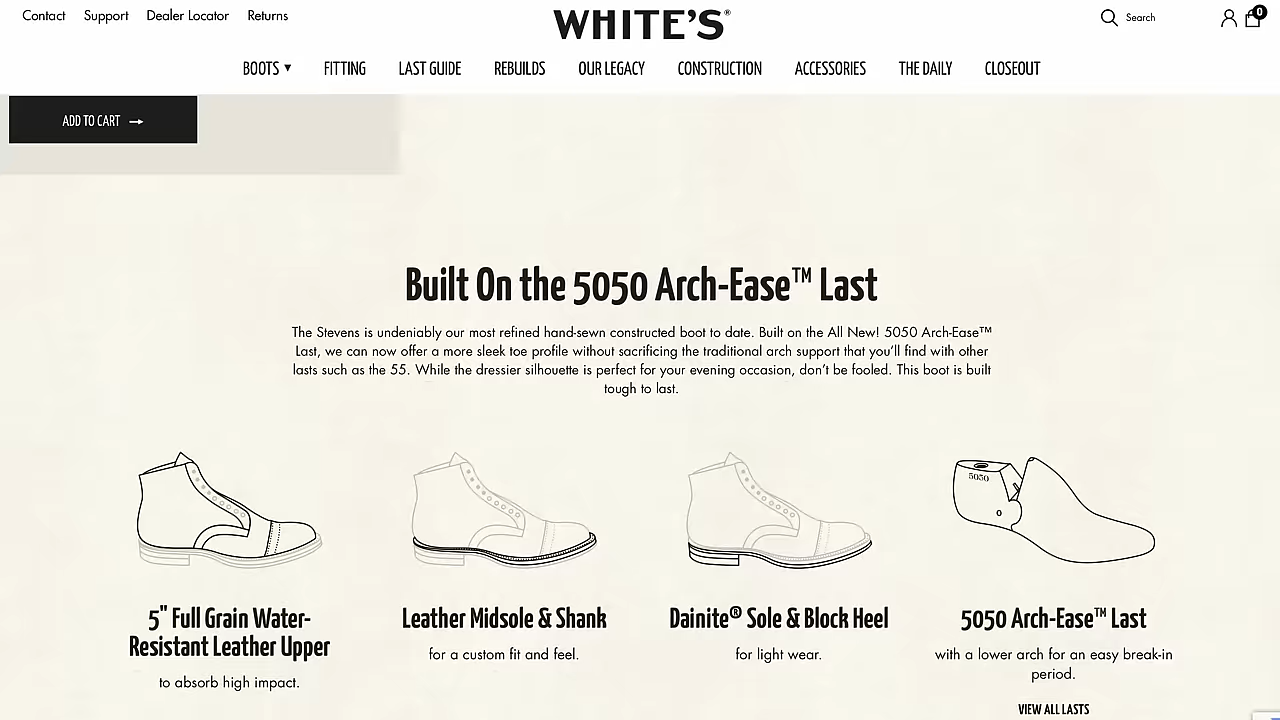 Contact Support Dealer Locator Returns
WHITE'S®
Search
0
BOOTS ▼ FITTING LAST GUIDE REBUILDS OUR LEGACY CONSTRUCTION ACCESSORIES THE DAILY CLOSEOUT
ADD TO CART →
Built On the 5050 Arch-Ease™ Last
The Stevens is undeniably our most refined hand-sewn constructed boot to date. Built on the All New! 5050 Arch-Ease™
Last, we can now offer a more sleek toe profile without sacrificing the traditional arch support that you'll find with other
lasts such as the 55. While the dressier silhouette is perfect for your evening occasion, don't be fooled. This boot is built
tough to last.
5050
5" Full Grain Water-
Resistant Leather Upper
to absorb high impact.
Leather Midsole & Shank
for a custom fit and feel.
Dainite® Sole & Block Heel
for light wear.
5050 Arch-Ease™ Last
with a lower arch for an easy break-in
period.
VIEW ALL LASTS